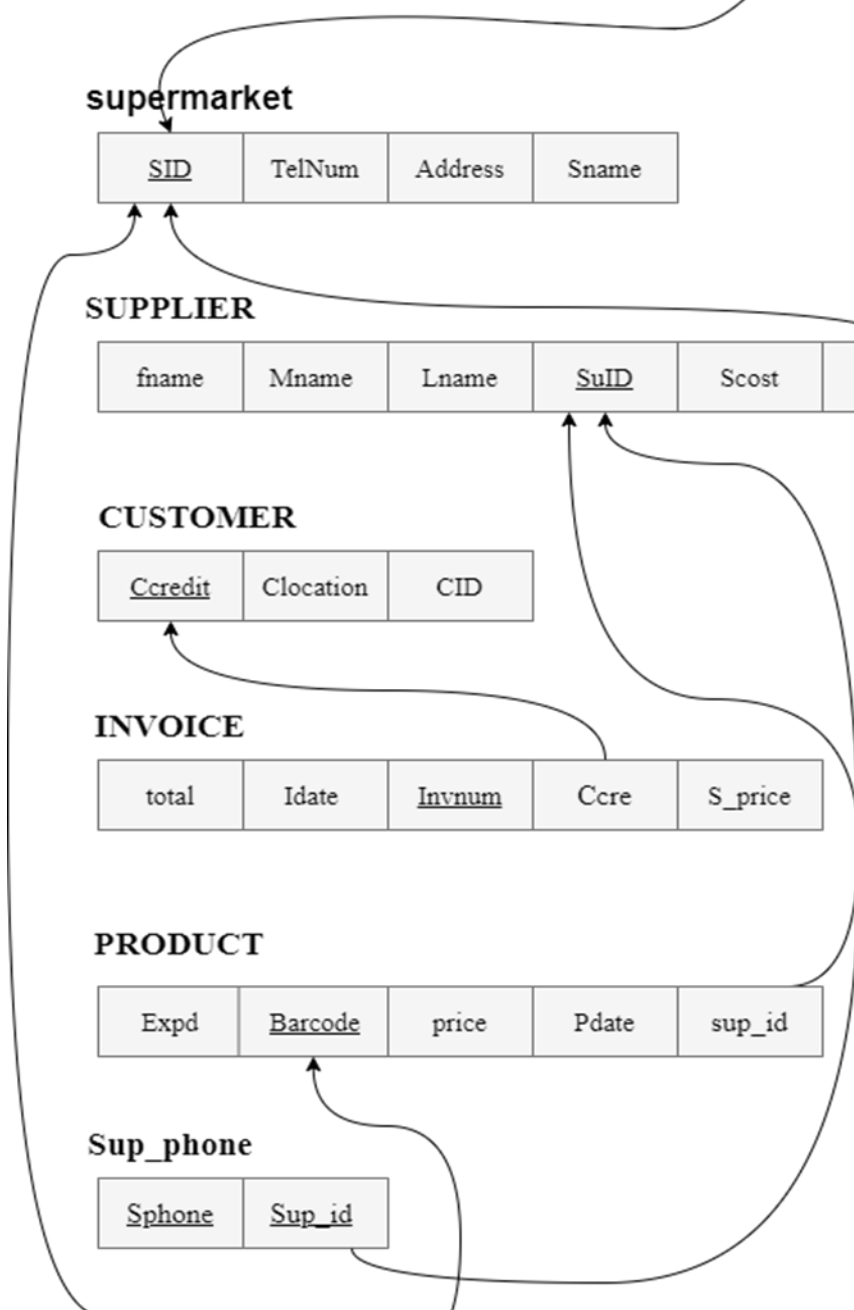 supermarket
SID TelNum Address Sname
SUPPLIER
fname Mname Lname SuID Scost
CUSTOMER
Ccredit Clocation CID
INVOICE
total Idate Invnum Ccre S_price
PRODUCT
Expd Barcode price Pdate sup_id
Sup_phone
Sphone Sup_id